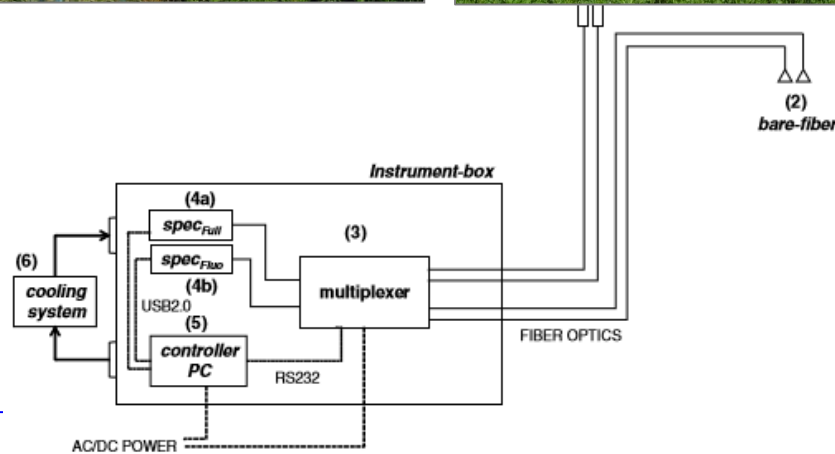 (2)
bare-fiber
Instrument-box
(4a)
specFull
(3)
(6)
specFluo
cooling
system
(4b)
multiplexer
USB2.0
(5)
controller
PC
FIBER OPTICS
RS232
AC/DC POWER